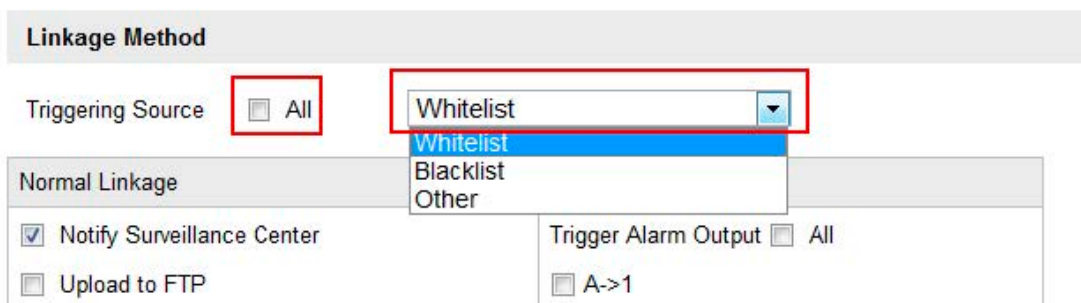 Linkage Method
Triggering Source All Whitelist
Whitelist
Blacklist
Other
Normal Linkage
Notify Surveillance Center Trigger Alarm Output All
Upload to FTP A->1